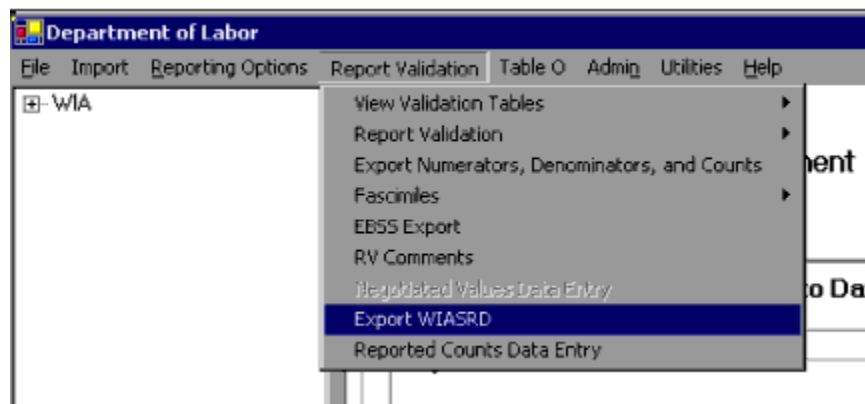 Department of Labor
File Import Reporting Options Report Validation Table O Admin Utilities Help
WIA
View Validation Tables
Report Validation
Export Numerators, Denominators, and Counts
Fascimiles
EBSS Export
RV Comments
Negotiated Values Data Entry
Export WIASRD
Reported Counts Data Entry
ent
to Da